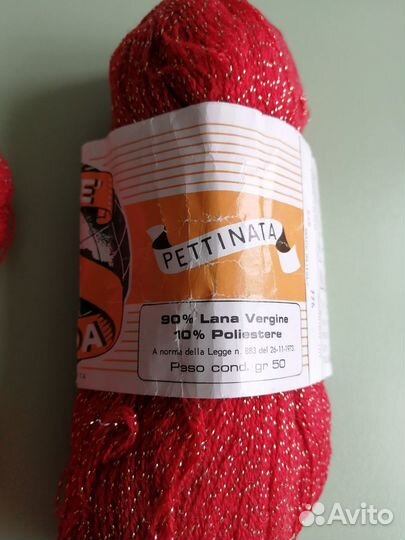 PETTINATA
90% Lana Vergine
10% Poliestere
A norma della Legge n. 883 del 26-11-1973
Peso cond. gr 50
Avito